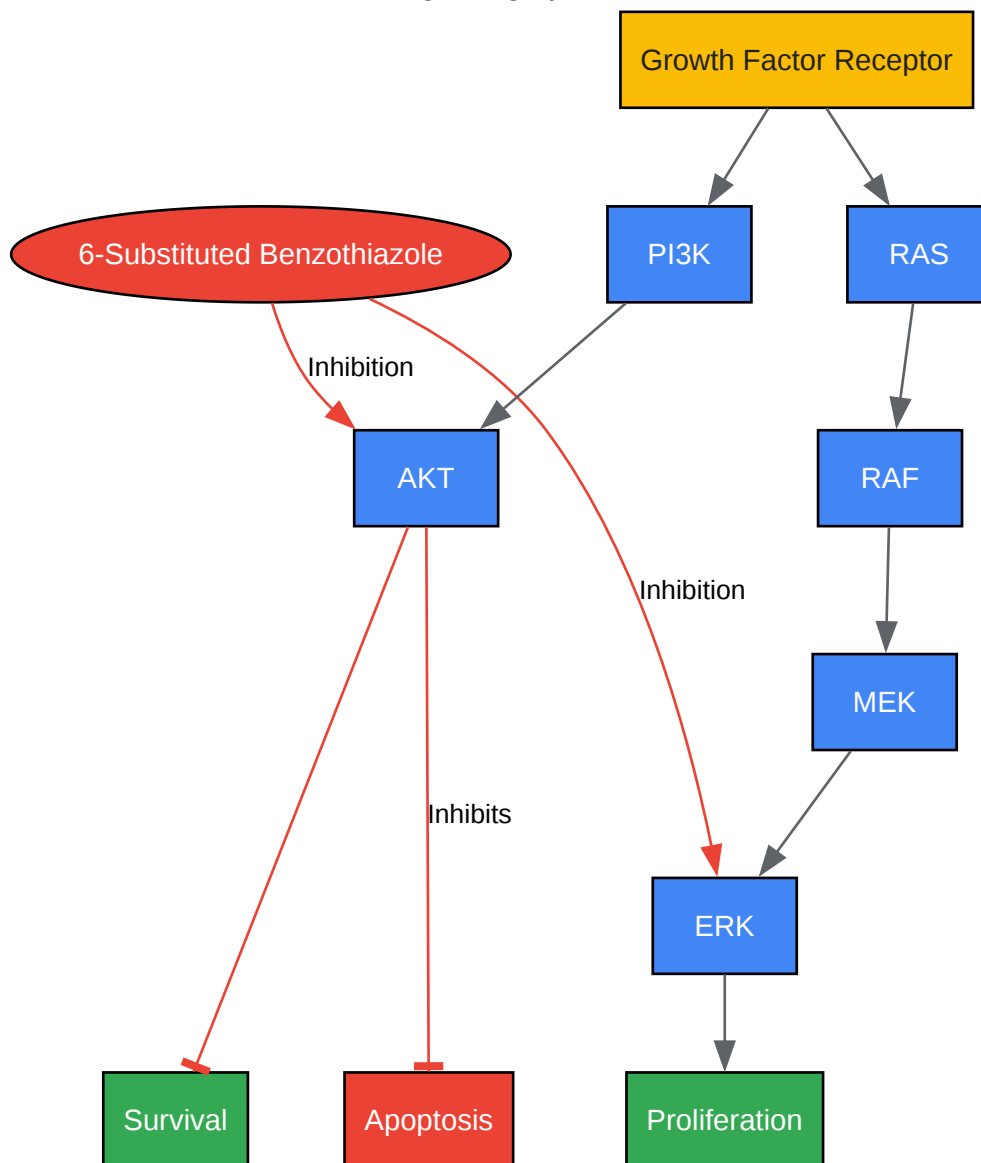 Growth Factor Receptor
6-Substituted Benzothiazole
PI3K
RAS
Inhibition
AKT
RAF
Inhibition
MEK
Inhibits
ERK
Survival
Apoptosis
Proliferation